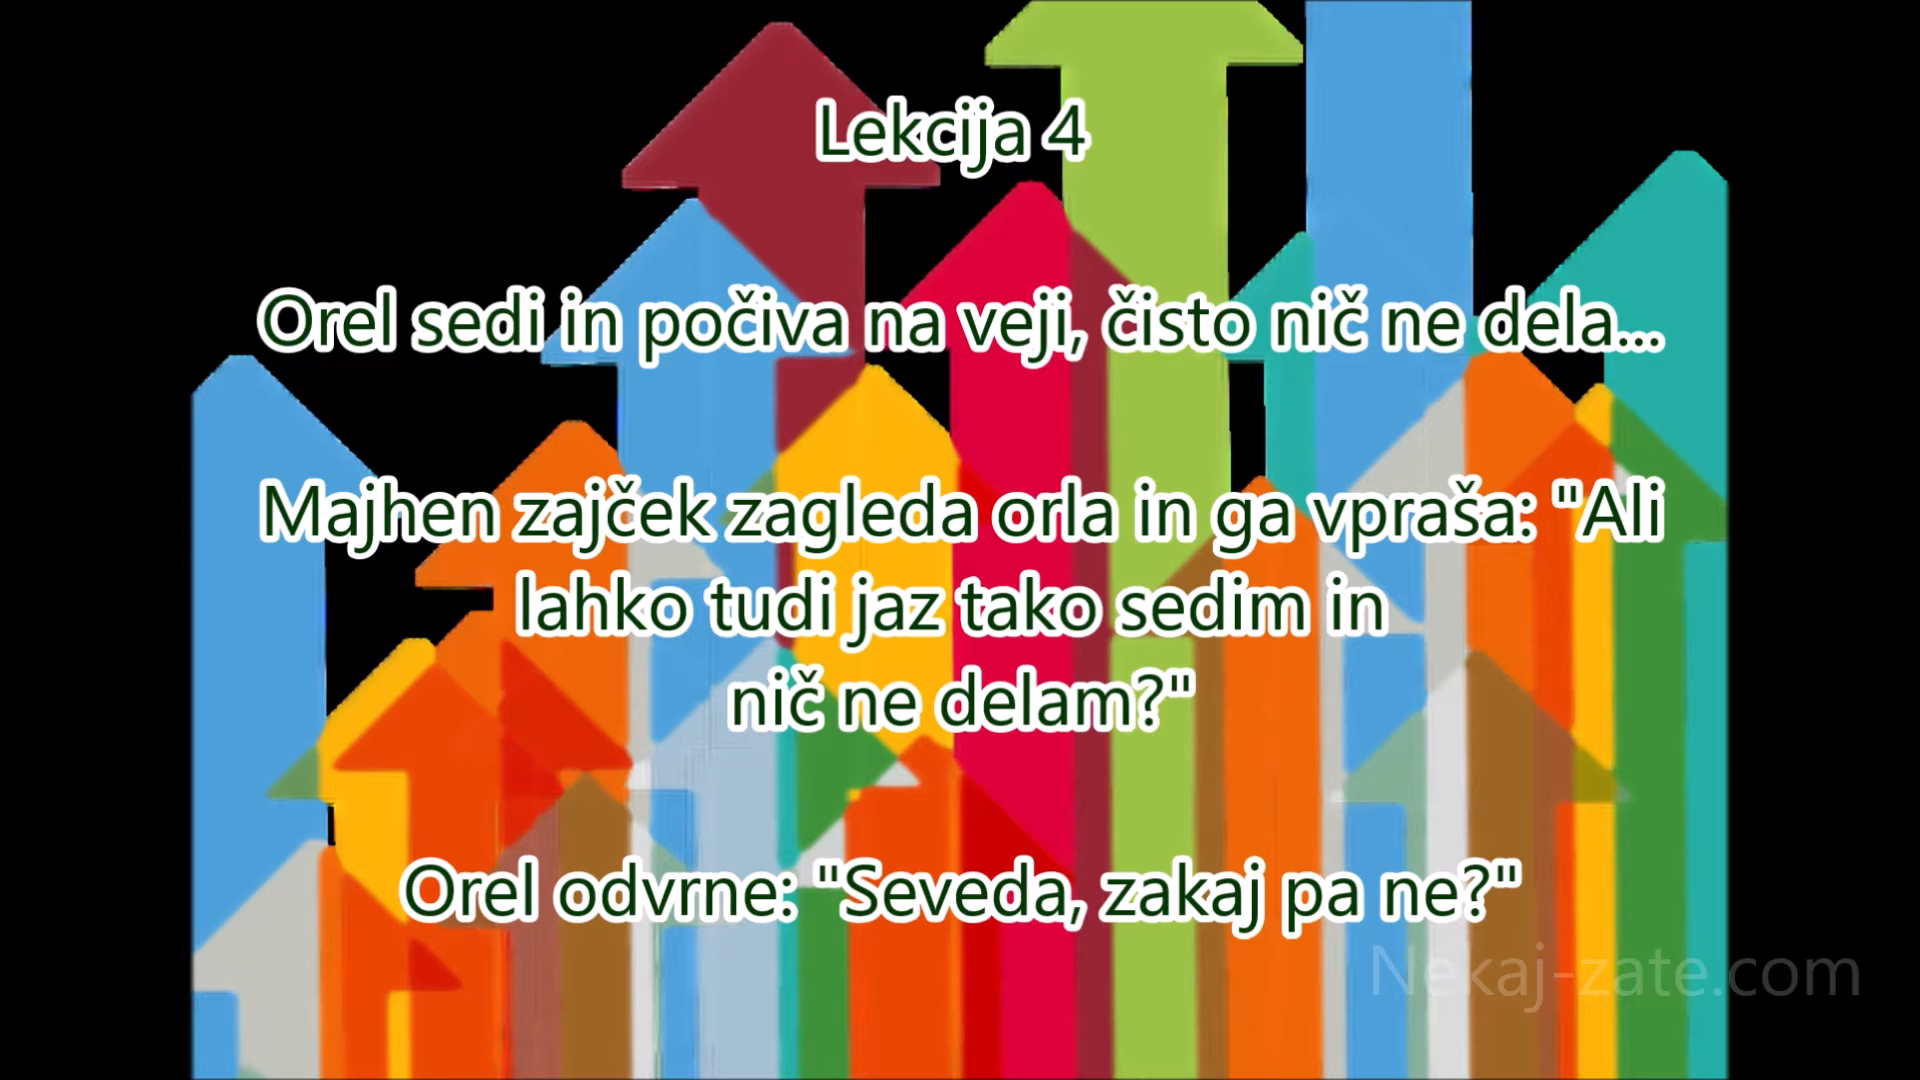 Lekcija 4
Orel sedi in počiva na veji, čisto nič ne dela...
Majhen zajček zagleda orla in ga vpraša: "Ali
lahko tudi jaz tako sedim in
nič ne delam?"
Orel odvrne: "Seveda, zakaj pa ne?"
Nekaj-zate.com